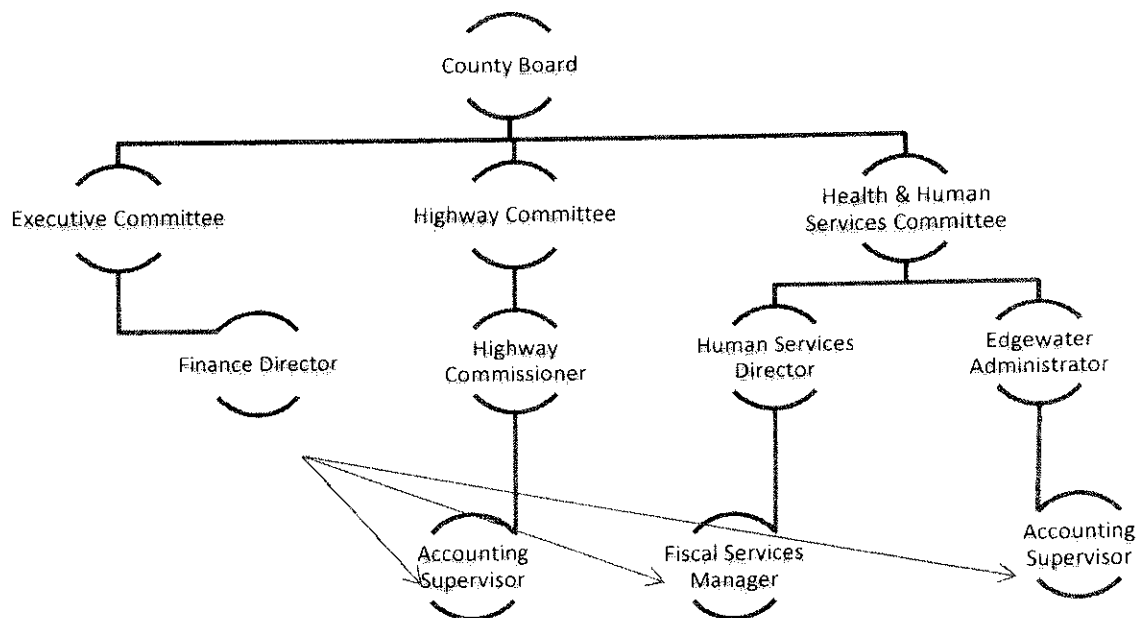 County Board
Executive Committee
Highway Committee
Health & Human
Services Committee
Finance Director
Highway
Commissioner
Human Services
Director
Edgewater
Administrator
Accounting
Supervisor
Fiscal Services
Manager
Accounting
Supervisor